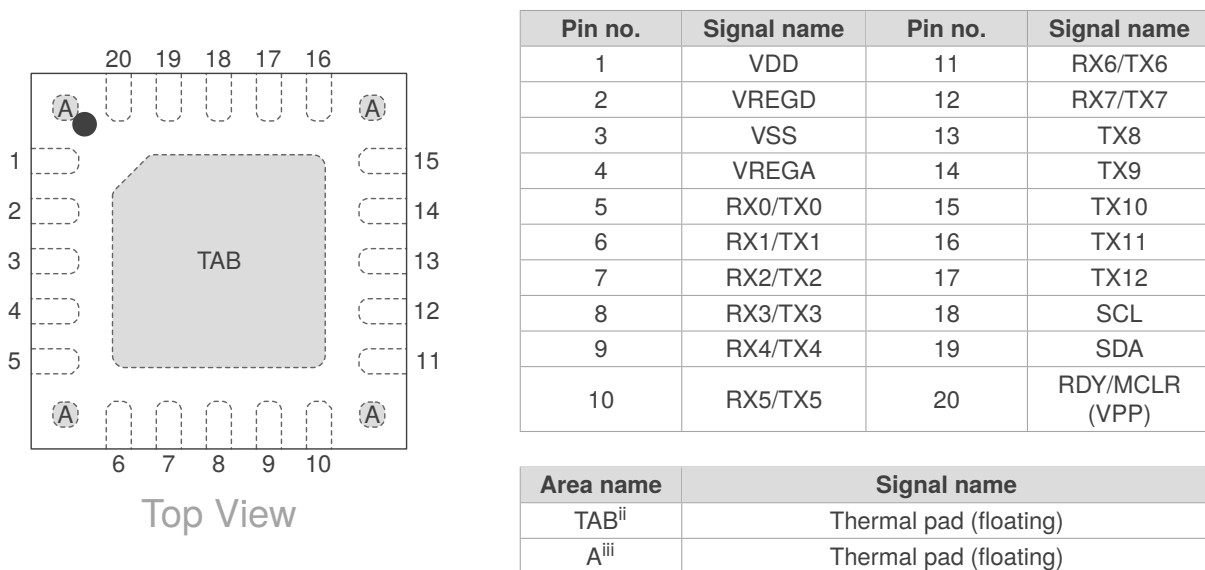 20 19 18 17 16
A A
1 15
2 14
3 TAB 13
4 12
5 11
A A
6 7 8 9 10
Top View
Pin no. Signal name Pin no. Signal name
1 VDD 11 RX6/TX6
2 VREGD 12 RX7/TX7
3 VSS 13 TX8
4 VREGA 14 TX9
5 RX0/TX0 15 TX10
6 RX1/TX1 16 TX11
7 RX2/TX2 17 TX12
8 RX3/TX3 18 SCL
9 RX4/TX4 19 SDA
10 RX5/TX5 20 RDY/MCLR
(VPP)
Area name Signal name
TABii Thermal pad (floating)
Aiii Thermal pad (floating)